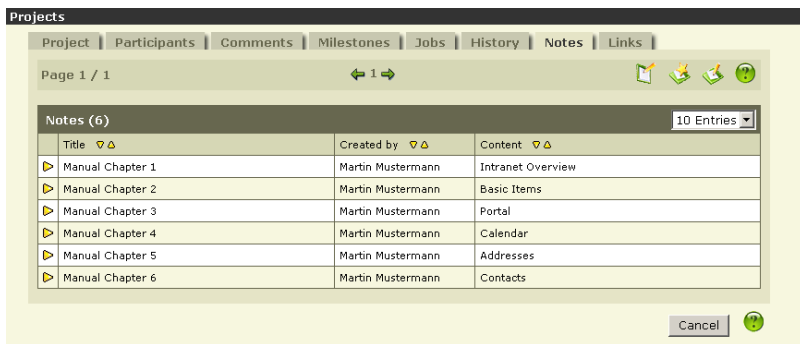 Projects
Project Participants Comments Milestones Jobs History Notes Links
Page 1 / 1 1 ?
Notes (6) 10 Entries
Title Created by Content
Manual Chapter 1 Martin Mustermann Intranet Overview
Manual Chapter 2 Martin Mustermann Basic Items
Manual Chapter 3 Martin Mustermann Portal
Manual Chapter 4 Martin Mustermann Calendar
Manual Chapter 5 Martin Mustermann Addresses
Manual Chapter 6 Martin Mustermann Contacts
Cancel ?